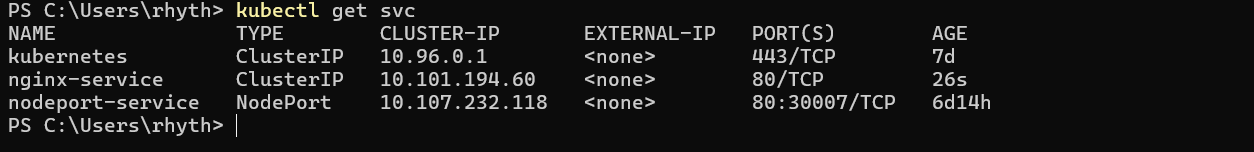 PS C:\Users\rhyth> kubectl get svc
NAME               TYPE        CLUSTER-IP       EXTERNAL-IP   PORT(S)        AGE
kubernetes         ClusterIP   10.96.0.1        <none>        443/TCP        7d
nginx-service      ClusterIP   10.101.194.60    <none>        80/TCP         26s
nodeport-service   NodePort    10.107.232.118   <none>        80:30007/TCP   6d14h
PS C:\Users\rhyth>